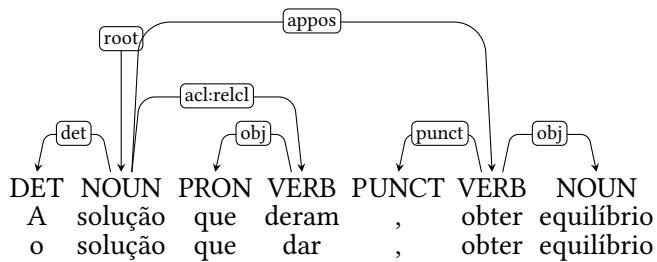 appos
root
acl:relcl
det obj punct obj
DET NOUN PRON VERB PUNCT VERB NOUN
A solução que deram , obter equilíbrio
o solução que dar , obter equilíbrio